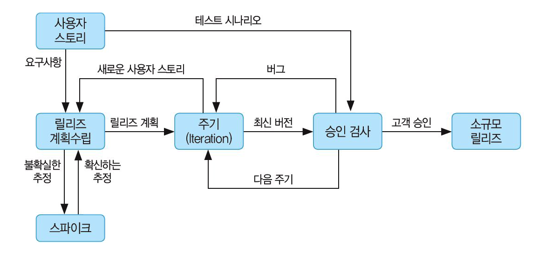 사용자
스토리
테스트 시나리오
요구사항
새로운 사용자 스토리
버그
릴리즈
계획수립
릴리즈 계획
주기
(Iteration)
최신 버전
승인 검사
고객 승인
소규모
릴리즈
불확실한
추정
확신하는
추정
다음 주기
스파이크